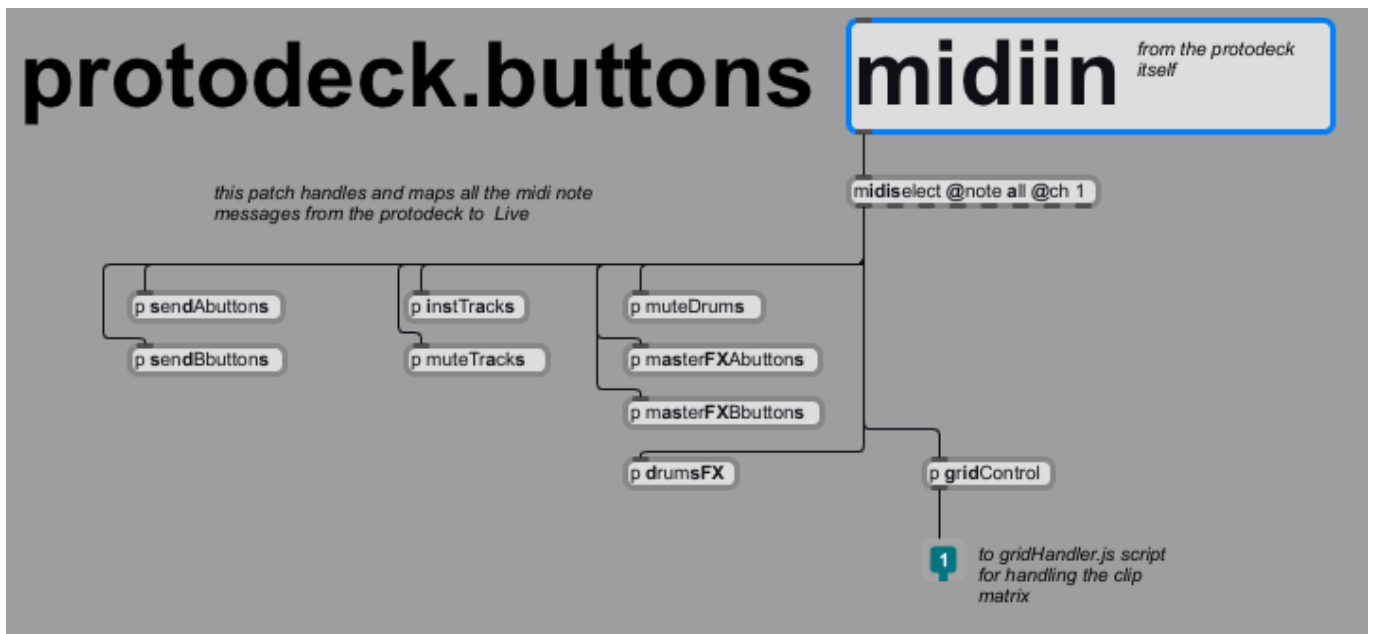 protodeck.buttons
midiin
from the protodeck
itself
this patch handles and maps all the midi note
messages from the protodeck to Live
midiselect @note all @ch 1
p sendAbuttons
p instTracks
p muteDrums
p sendBbuttons
p muteTracks
p masterFXAbuttons
p masterFXBbuttons
p drumsFX
p gridControl
1
to gridHandler.js script
for handling the clip
matrix